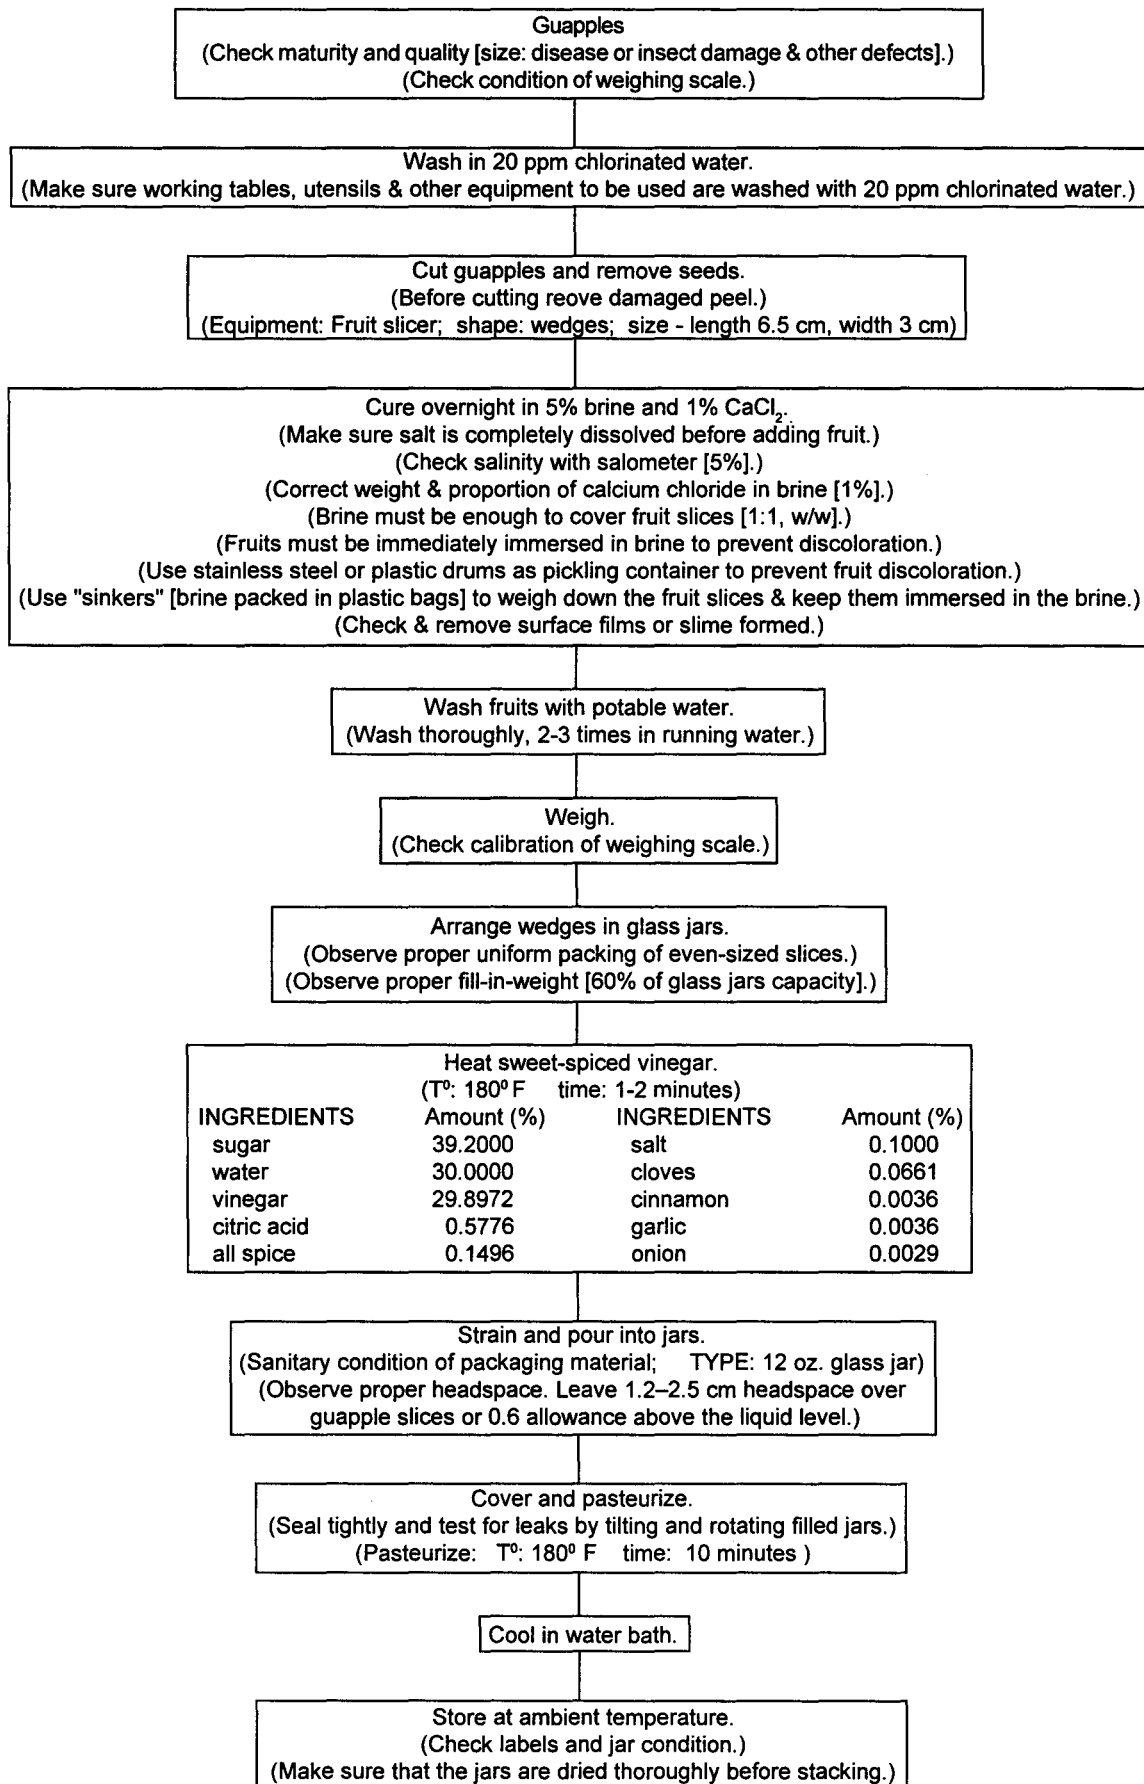 Guapples
(Check maturity and quality [size: disease or insect damage & other defects].)
(Check condition of weighing scale.)
Wash in 20 ppm chlorinated water.
(Make sure working tables, utensils & other equipment to be used are washed with 20 ppm chlorinated water.)
Cut guapples and remove seeds.
(Before cutting reove damaged peel.)
(Equipment: Fruit slicer; shape: wedges; size - length 6.5 cm, width 3 cm)
Cure overnight in 5% brine and 1% CaCl₂.
(Make sure salt is completely dissolved before adding fruit.)
(Check salinity with salometer [5%].)
(Correct weight & proportion of calcium chloride in brine [1%].)
(Brine must be enough to cover fruit slices [1:1, w/w].)
(Fruits must be immediately immersed in brine to prevent discoloration.)
(Use stainless steel or plastic drums as pickling container to prevent fruit discoloration.)
(Use "sinkers" [brine packed in plastic bags] to weigh down the fruit slices & keep them immersed in the brine.)
(Check & remove surface films or slime formed.)
Wash fruits with potable water.
(Wash thoroughly, 2-3 times in running water.)
Weigh.
(Check calibration of weighing scale.)
Arrange wedges in glass jars.
(Observe proper uniform packing of even-sized slices.)
(Observe proper fill-in-weight [60% of glass jars capacity].)
Heat sweet-spiced vinegar.
(T⁰: 180⁰ F time: 1-2 minutes)
INGREDIENTS Amount (%) INGREDIENTS Amount (%)
sugar 39.2000 salt 0.1000
water 30.0000 cloves 0.0661
vinegar 29.8972 cinnamon 0.0036
citric acid 0.5776 garlic 0.0036
all spice 0.1496 onion 0.0029
Strain and pour into jars.
(Sanitary condition of packaging material; TYPE: 12 oz. glass jar)
(Observe proper headspace. Leave 1.2–2.5 cm headspace over
guapple slices or 0.6 allowance above the liquid level.)
Cover and pasteurize.
(Seal tightly and test for leaks by tilting and rotating filled jars.)
(Pasteurize: T⁰: 180⁰ F time: 10 minutes )
Cool in water bath.
Store at ambient temperature.
(Check labels and jar condition.)
(Make sure that the jars are dried thoroughly before stacking.)